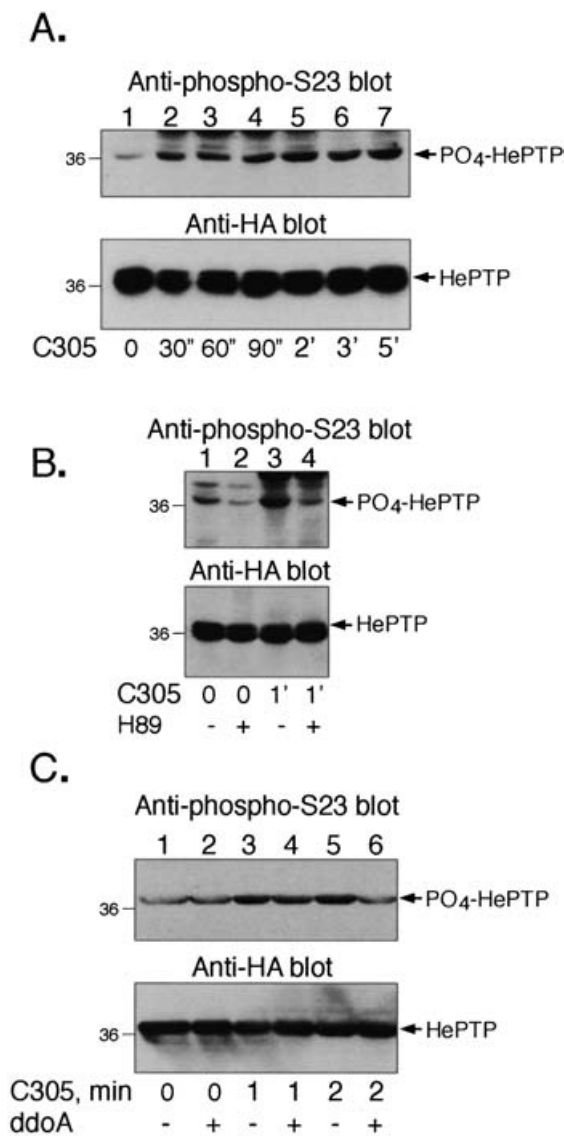 A.
Anti-phospho-S23 blot
1 2 3 4 5 6 7
36 PO4-HePTP
Anti-HA blot
36 HePTP
C305 0 30" 60" 90" 2' 3' 5'
B.
Anti-phospho-S23 blot
1 2 3 4
36 PO4-HePTP
Anti-HA blot
36 HePTP
C305 0 0 1' 1'
H89 - + - +
C.
Anti-phospho-S23 blot
1 2 3 4 5 6
36 PO4-HePTP
Anti-HA blot
36 HePTP
C305, min 0 0 1 1 2 2
ddoA - + - + - +